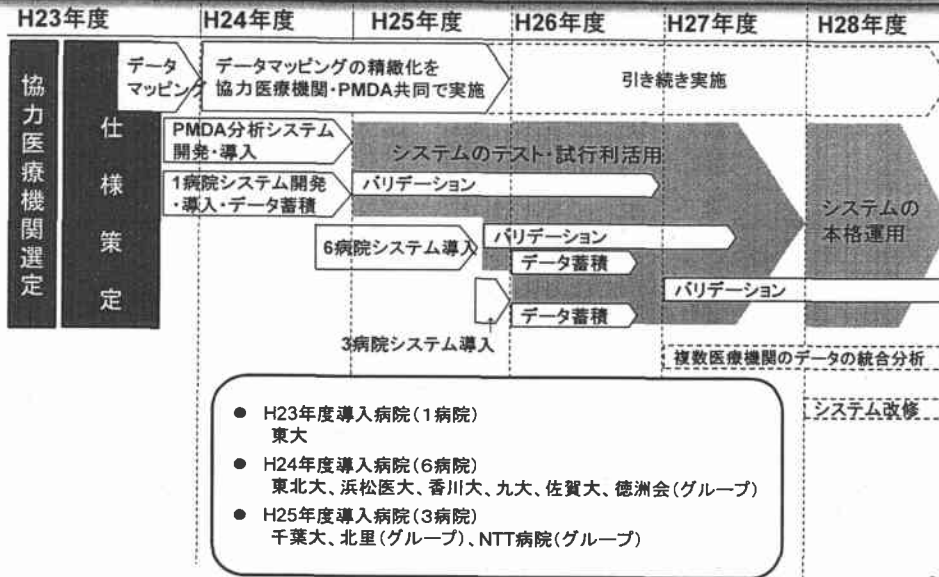 H23年度 H24年度 H25年度 H26年度 H27年度 H28年度
協力医療機関選定
仕様策定
データ
マッピング
データマッピングの精緻化を
協力医療機関・PMDA共同で実施
引き続き実施
PMDA分析システム
開発・導入
システムのテスト・試行利活用
1病院システム開発
・導入・データ蓄積
バリデーション
システムの
本格運用
6病院システム導入
バリデーション
データ蓄積
バリデーション
データ蓄積
3病院システム導入
複数医療機関のデータの統合分析
システム改修
● H23年度導入病院(1病院)
東大
● H24年度導入病院(6病院)
東北大、浜松医大、香川大、九大、佐賀大、徳洲会(グループ)
● H25年度導入病院(3病院)
千葉大、北里(グループ)、NTT病院(グループ)